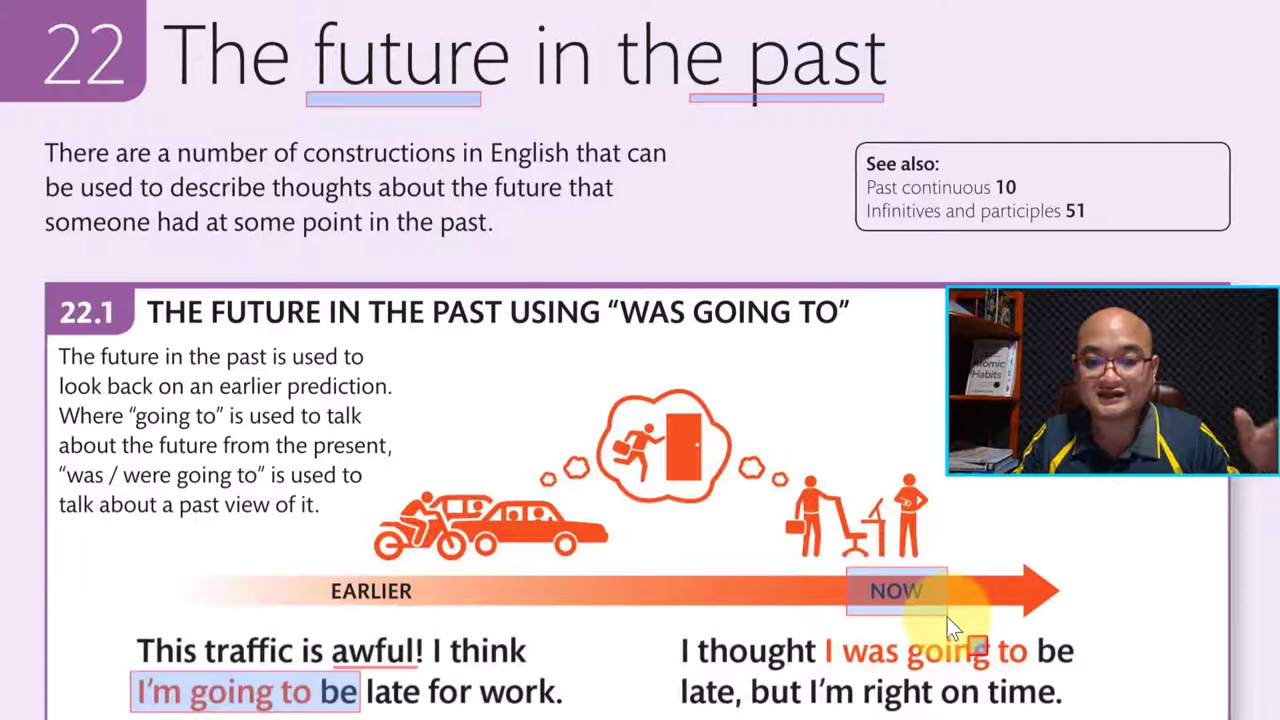 22 The future in the past
There are a number of constructions in English that can
be used to describe thoughts about the future that
someone had at some point in the past.
See also:
Past continuous 10
Infinitives and participles 51
22.1 THE FUTURE IN THE PAST USING “WAS GOING TO”
The future in the past is used to
look back on an earlier prediction.
Where “going to” is used to talk
about the future from the present,
“was / were going to” is used to
talk about a past view of it.
Atomic
Habits
EARLIER
NOW
This traffic is awful! I think
I’m going to be late for work.
I thought I was going to be
late, but I’m right on time.